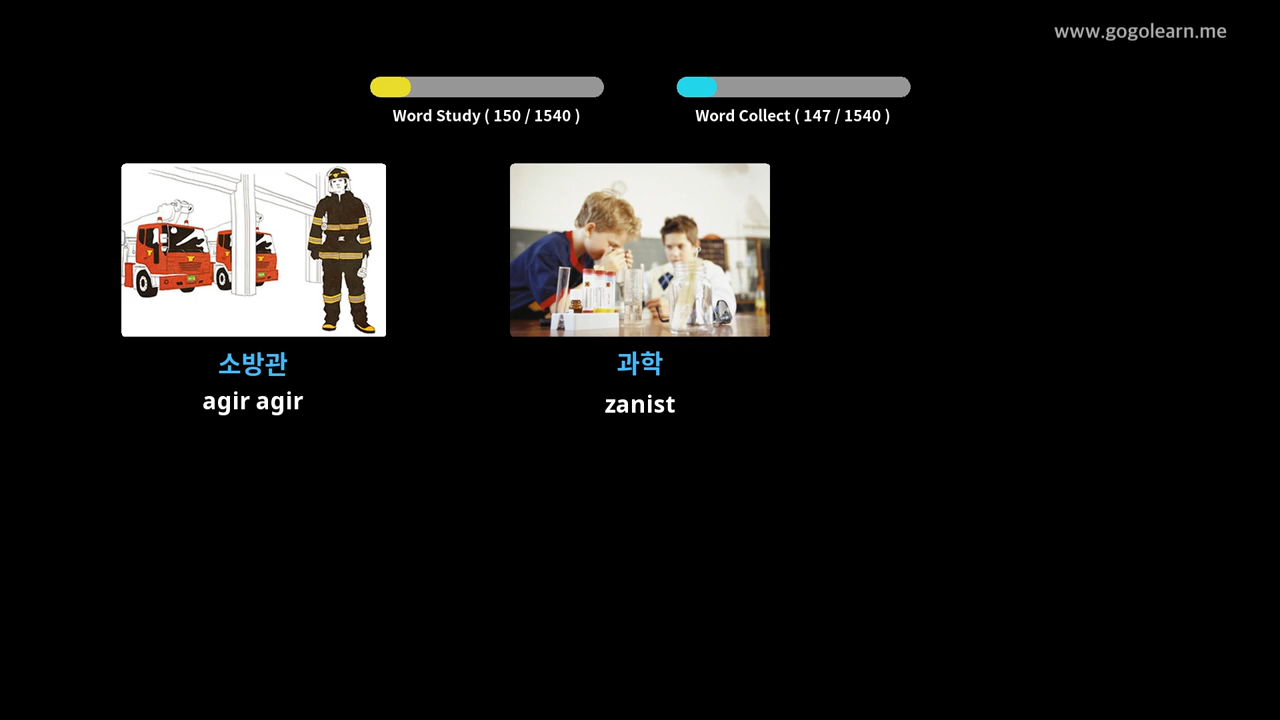 www.gogolearn.me
Word Study ( 150 / 1540 )
Word Collect ( 147 / 1540 )
소방관
agir agir
과학
zanist